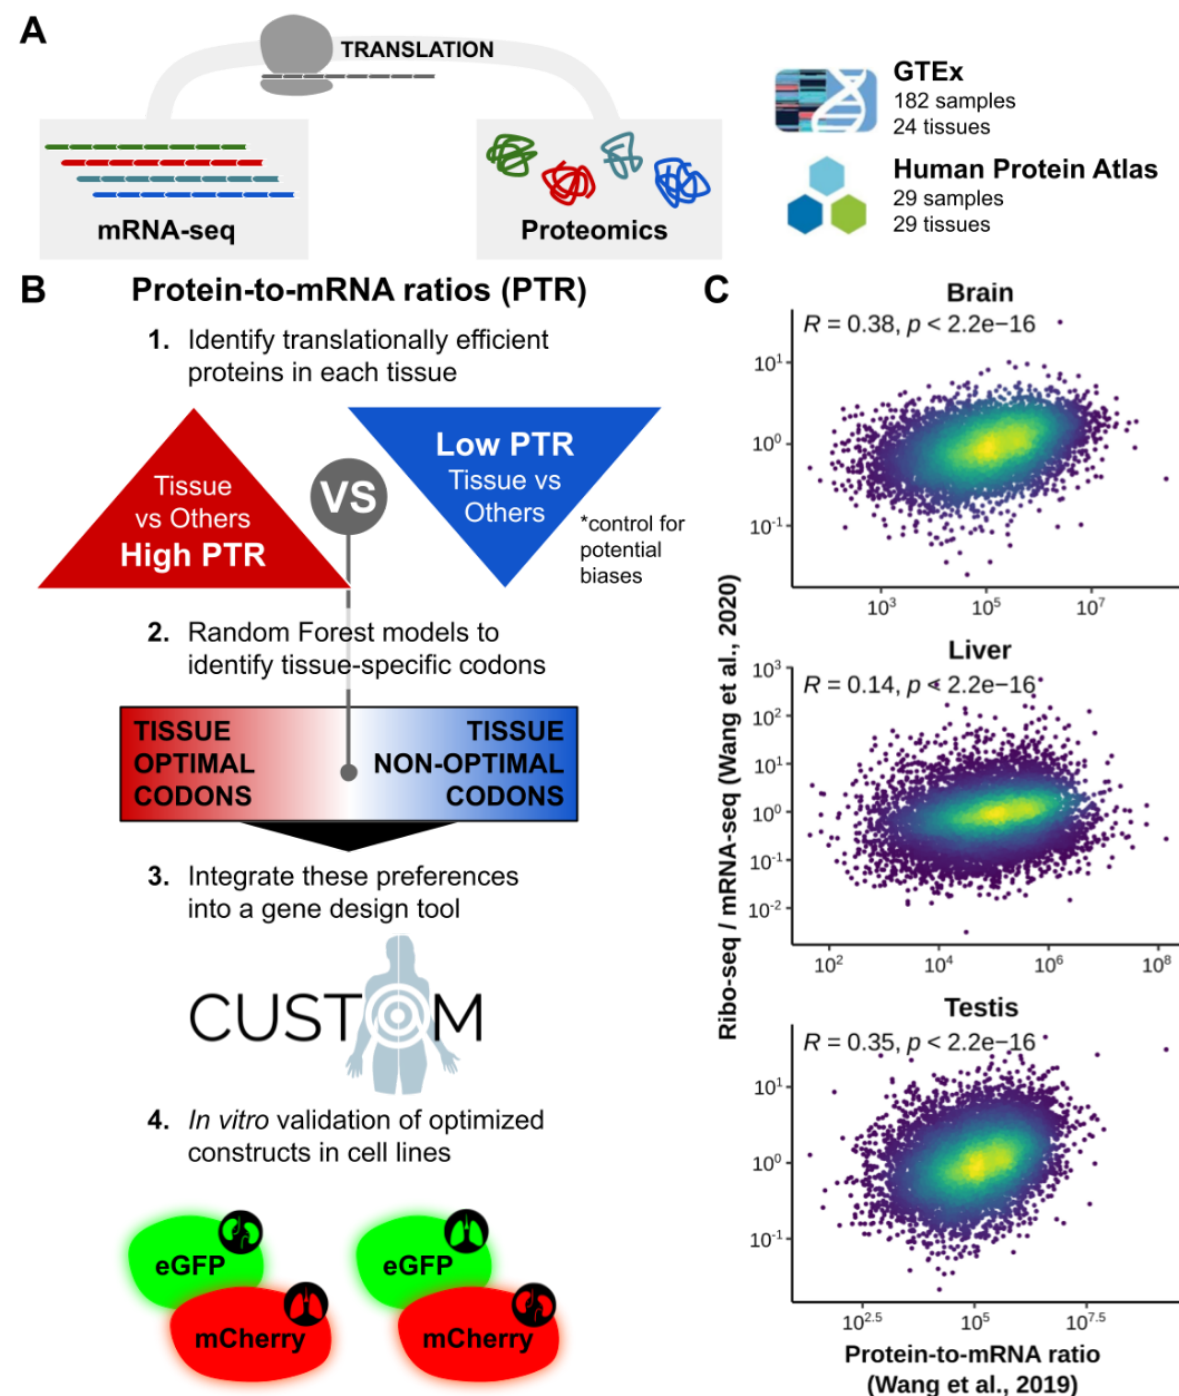 A
TRANSLATION
mRNA-seq
Proteomics
GTEx
182 samples
24 tissues
Human Protein Atlas
29 samples
29 tissues
B
Protein-to-mRNA ratios (PTR)
1. Identify translationally efficient
proteins in each tissue
Tissue
vs Others
High PTR
VS
Low PTR
Tissue vs
Others
*control for
potential
biases
2. Random Forest models to
identify tissue-specific codons
TISSUE
OPTIMAL
CODONS
TISSUE
NON-OPTIMAL
CODONS
3. Integrate these preferences
into a gene design tool
CUSTOM
4. In vitro validation of optimized
constructs in cell lines
eGFP
mCherry
eGFP
mCherry
C
Ribo-seq / mRNA-seq (Wang et al., 2020)
Brain
R = 0.38, p < 2.2e−16
10¹
10⁰
10⁻¹
10³ 10⁵ 10⁷
Liver
R = 0.14, p < 2.2e−16
10³
10²
10¹
10⁰
10⁻¹
10⁻²
10² 10⁴ 10⁶ 10⁸
Testis
R = 0.35, p < 2.2e−16
10¹
10⁰
10⁻¹
10²·⁵ 10⁵ 10⁷·⁵
Protein-to-mRNA ratio
(Wang et al., 2019)